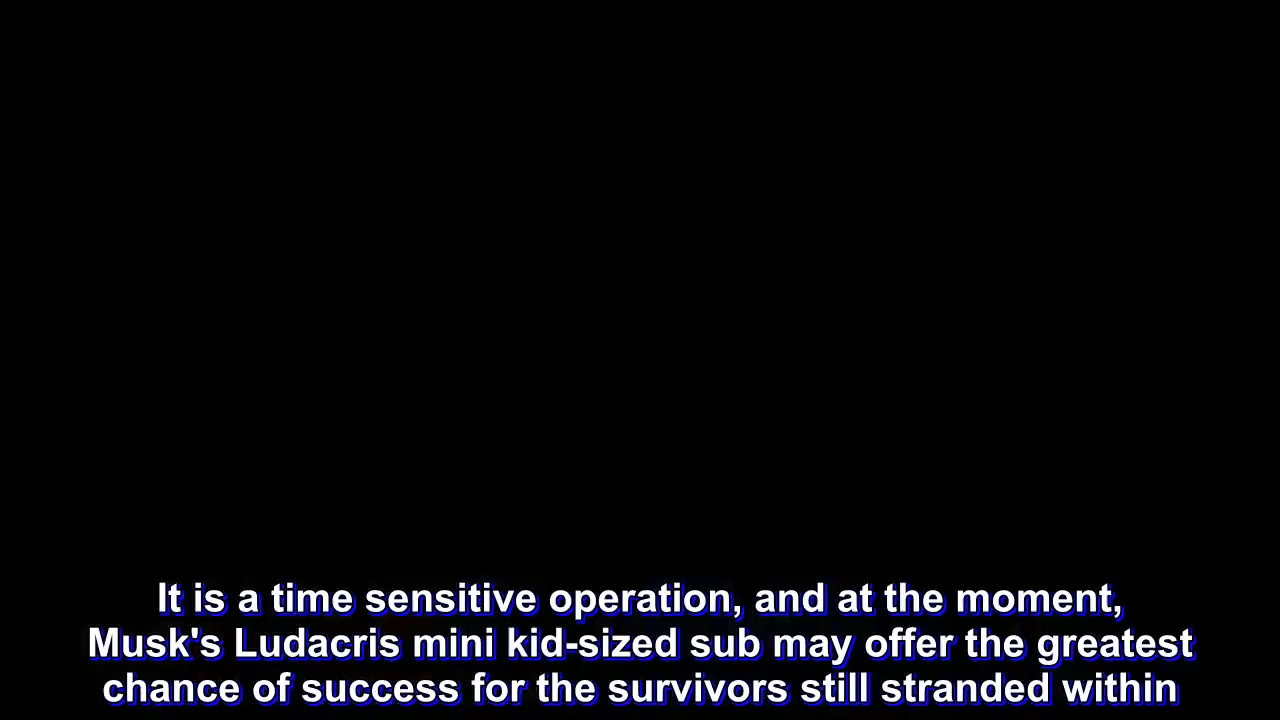 It is a time sensitive operation, and at the moment,
Musk's Ludacris mini kid-sized sub may offer the greatest
chance of success for the survivors still stranded within